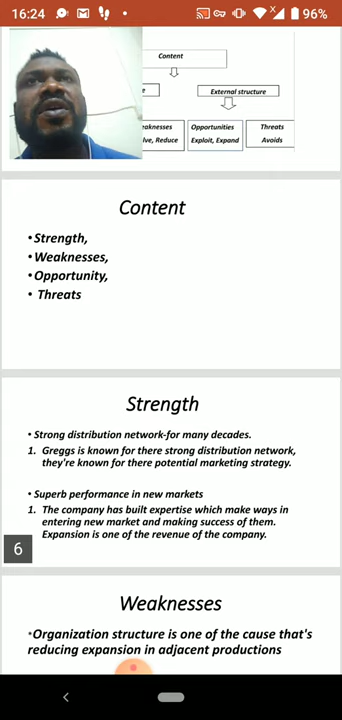 16:24
96%
Content
External structure
Opportunities
Threats
Exploit, Expand
Avoids
Reduce
Content
•Strength,
•Weaknesses,
•Opportunity,
• Threats
Strength
• Strong distribution network-for many decades.
1. Greggs is known for there strong distribution network,
they're known for there potential marketing strategy.
• Superb performance in new markets
1. The company has built expertise which make ways in
entering new market and making success of them.
Expansion is one of the revenue of the company.
6
Weaknesses
•Organization structure is one of the cause that's
reducing expansion in adjacent productions